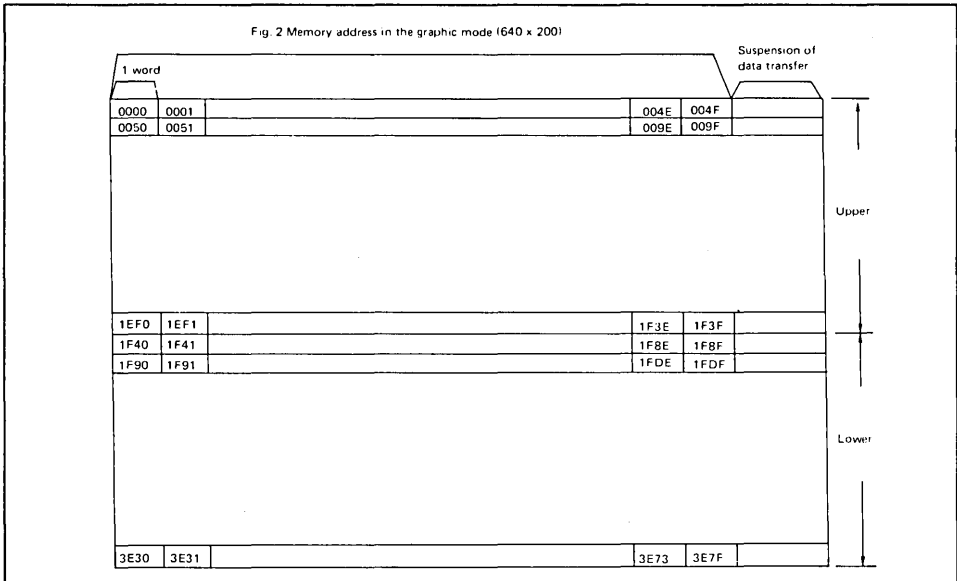 Fig. 2 Memory address in the graphic mode (640 x 200)
Suspension of
data transfer
1 word
0000 0001 004E 004F
0050 0051 009E 009F
Upper
1EF0 1EF1 1F3E 1F3F
1F40 1F41 1F8E 1F8F
1F90 1F91 1FDE 1FDF
Lower
3E30 3E31 3E73 3E7F